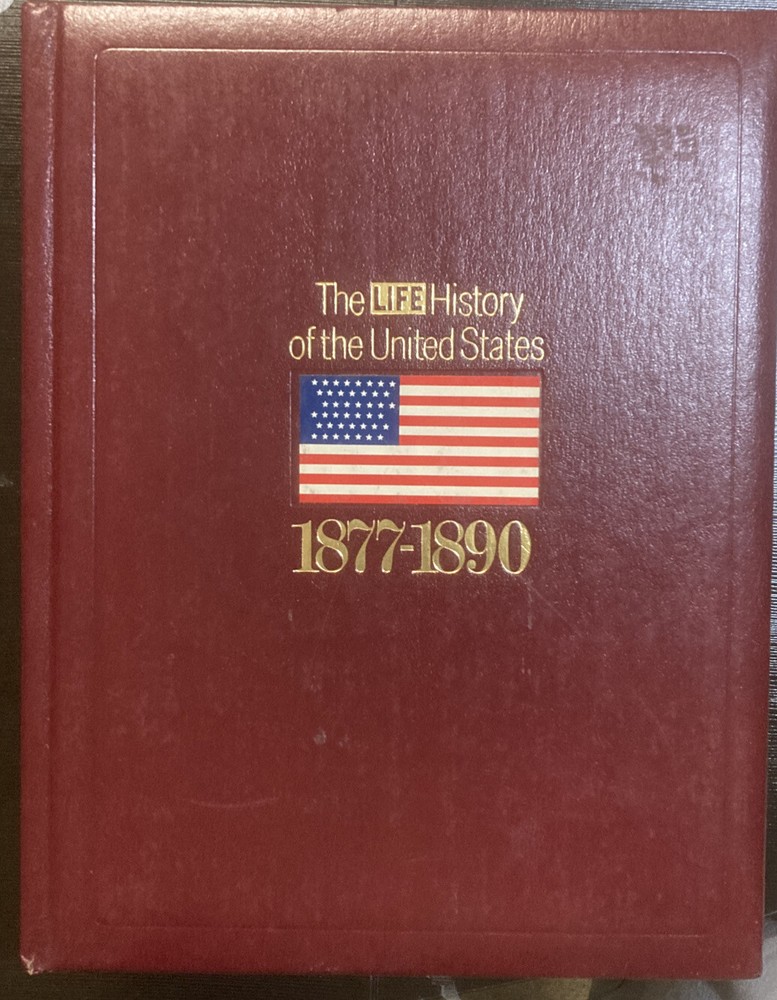 The LIFE History
of the United States
1877-1890